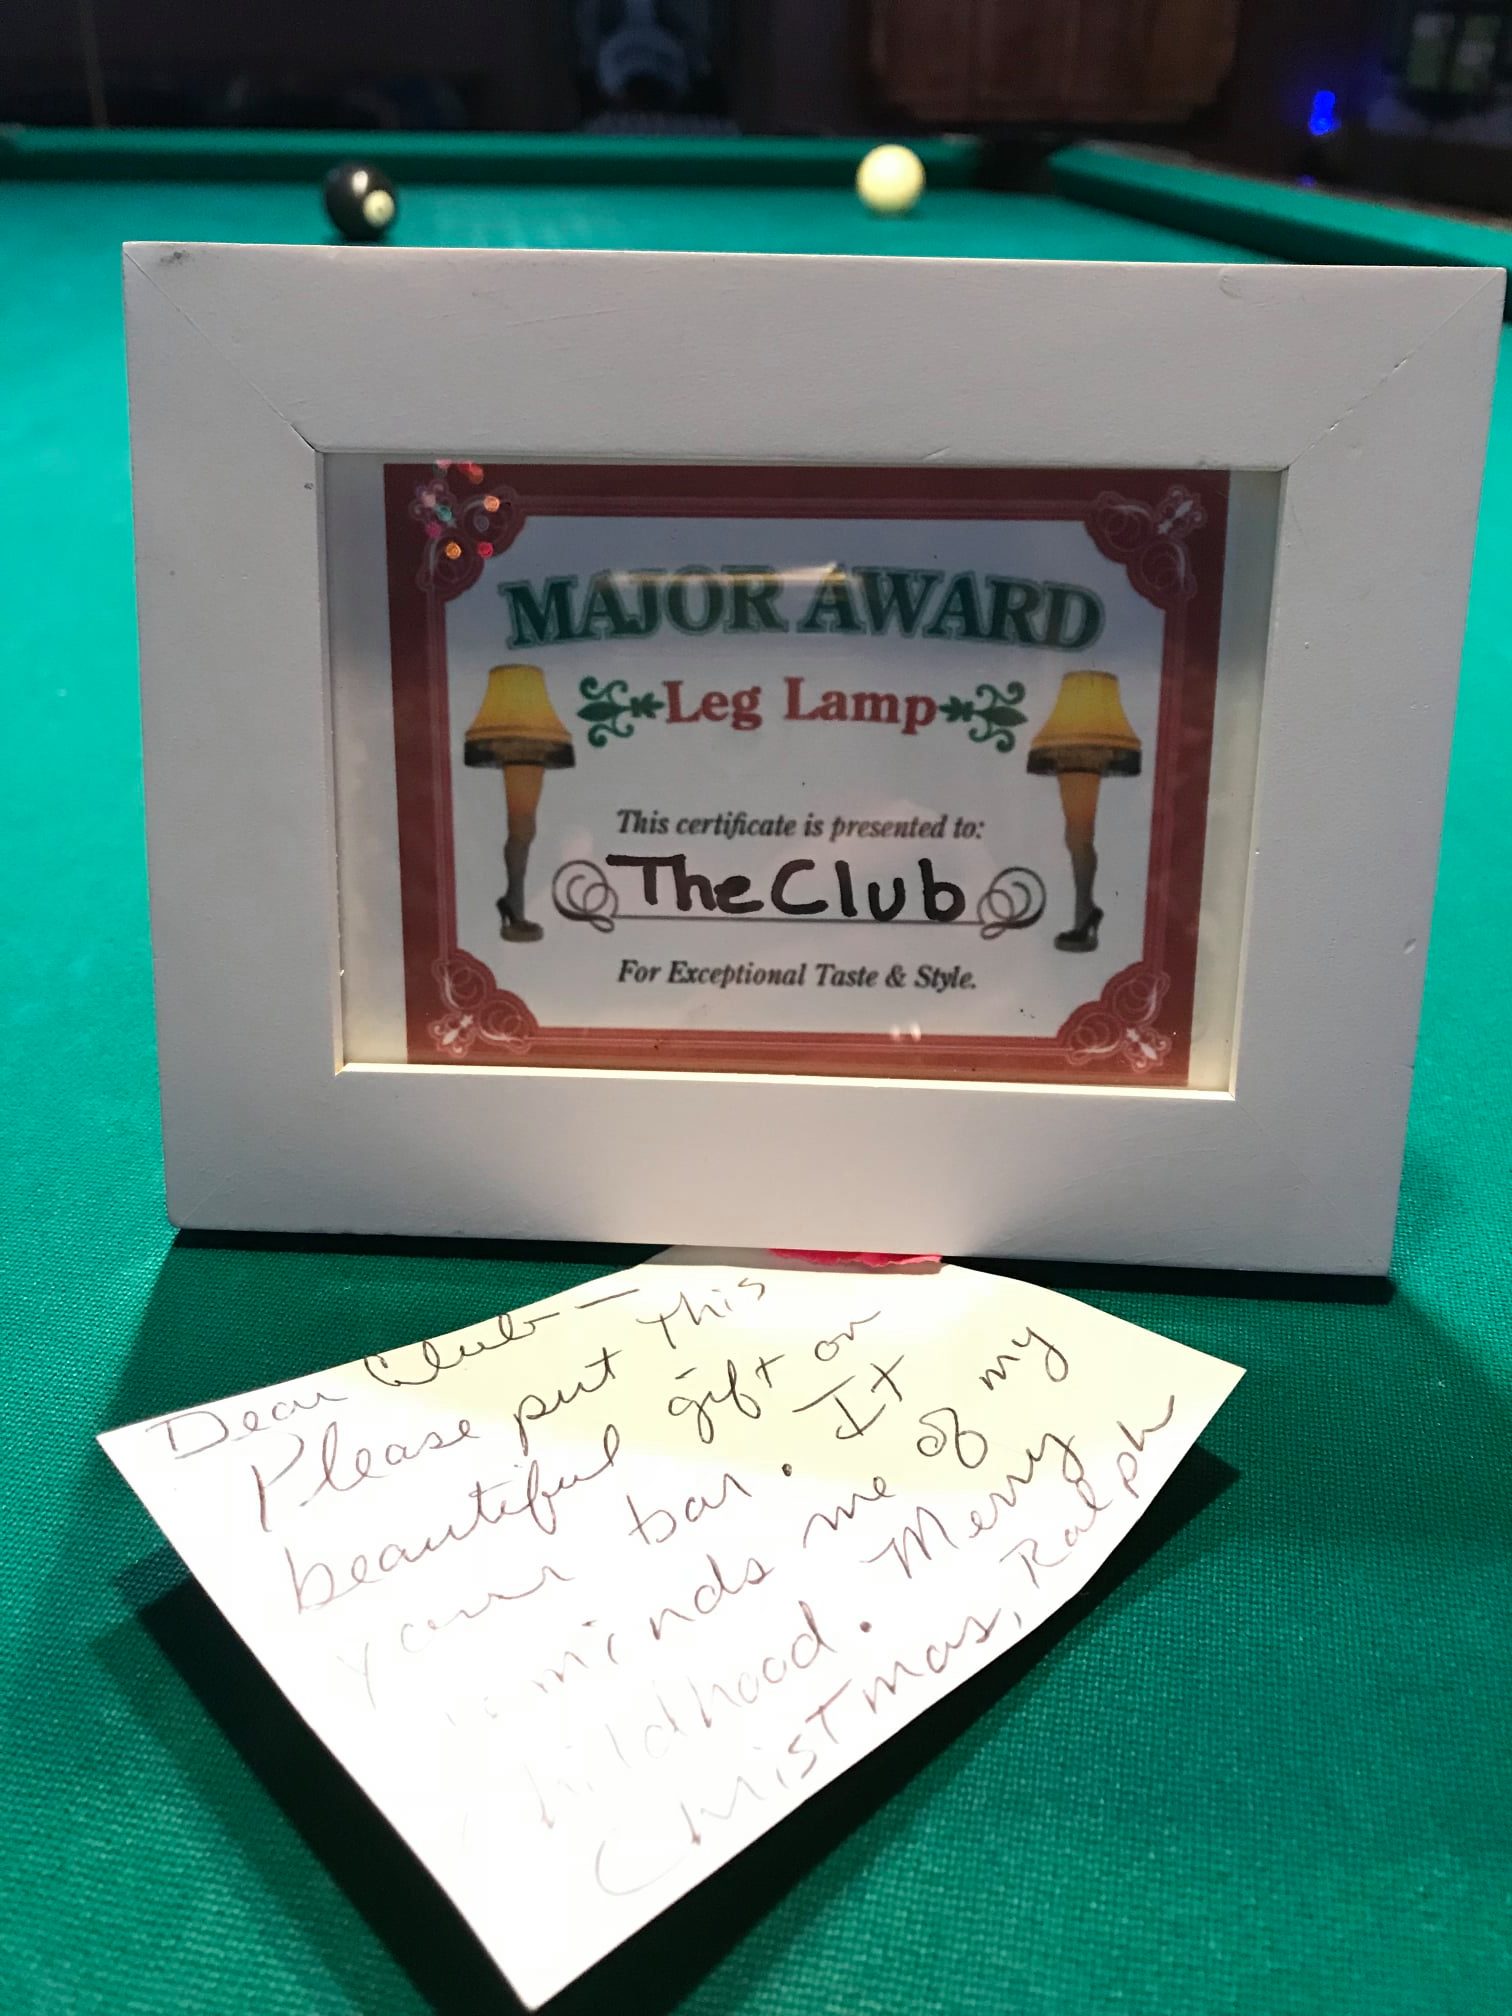 MAJOR AWARD
Leg Lamp
This certificate is presented to:
The Club
For Exceptional Taste & Style.
Dear Club—
Please put this
beautiful gift on
your bar. It
reminds me of my
childhood. Merry
Christmas, Ralph